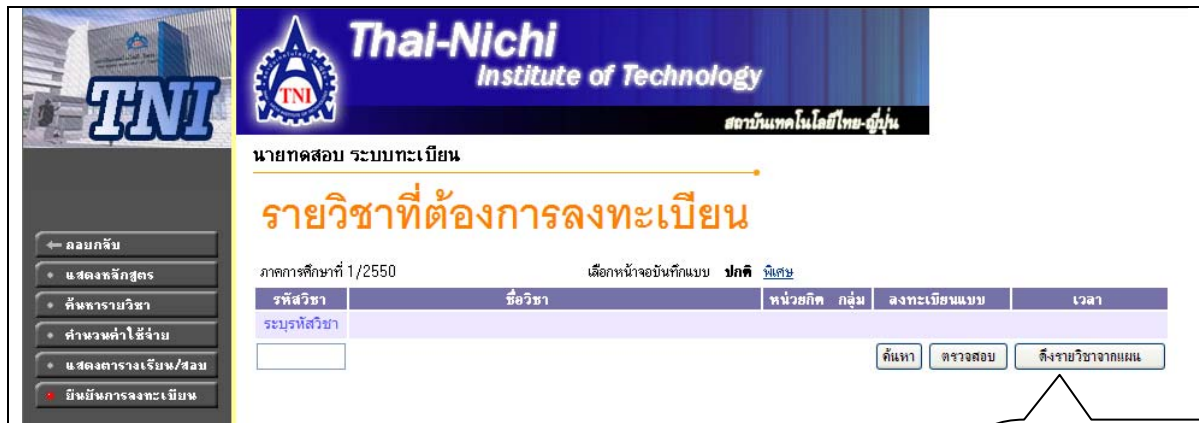 TNI
TNI
Thai-Nichi
Institute of Technology
สถาบันเทคโนโลยีไทย-ญี่ปุ่น
นายทดสอบ ระบบทะเบียน
รายวิชาที่ต้องการลงทะเบียน
ถอยกลับ
แสดงหลักสูตร
ค้นหารายวิชา
คำนวนค่าใช้จ่าย
แสดงตารางเรียน/สอบ
ยืนยันการลงทะเบียน
ภาคการศึกษาที่ 1/2550 เลือกหน้าจอบันทึกแบบ ปกติ พิเศษ
รหัสวิชา ชื่อวิชา หน่วยกิต กลุ่ม ลงทะเบียนแบบ เวลา
ระบุรหัสวิชา
ค้นหา ตรวจสอบ ดึงรายวิชาจากแผน